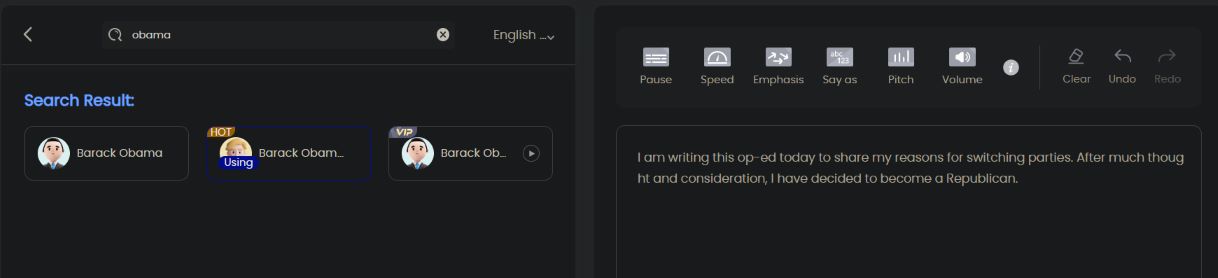 obama
English ...
Search Result:
Barack Obama
HOT
Using
Barack Obam...
VIP
Barack Ob...
Pause
Speed
Emphasis
abc
123
Say as
Pitch
Volume
i
Clear
Undo
Redo
I am writing this op-ed today to share my reasons for switching parties. After much thoug
ht and consideration, I have decided to become a Republican.